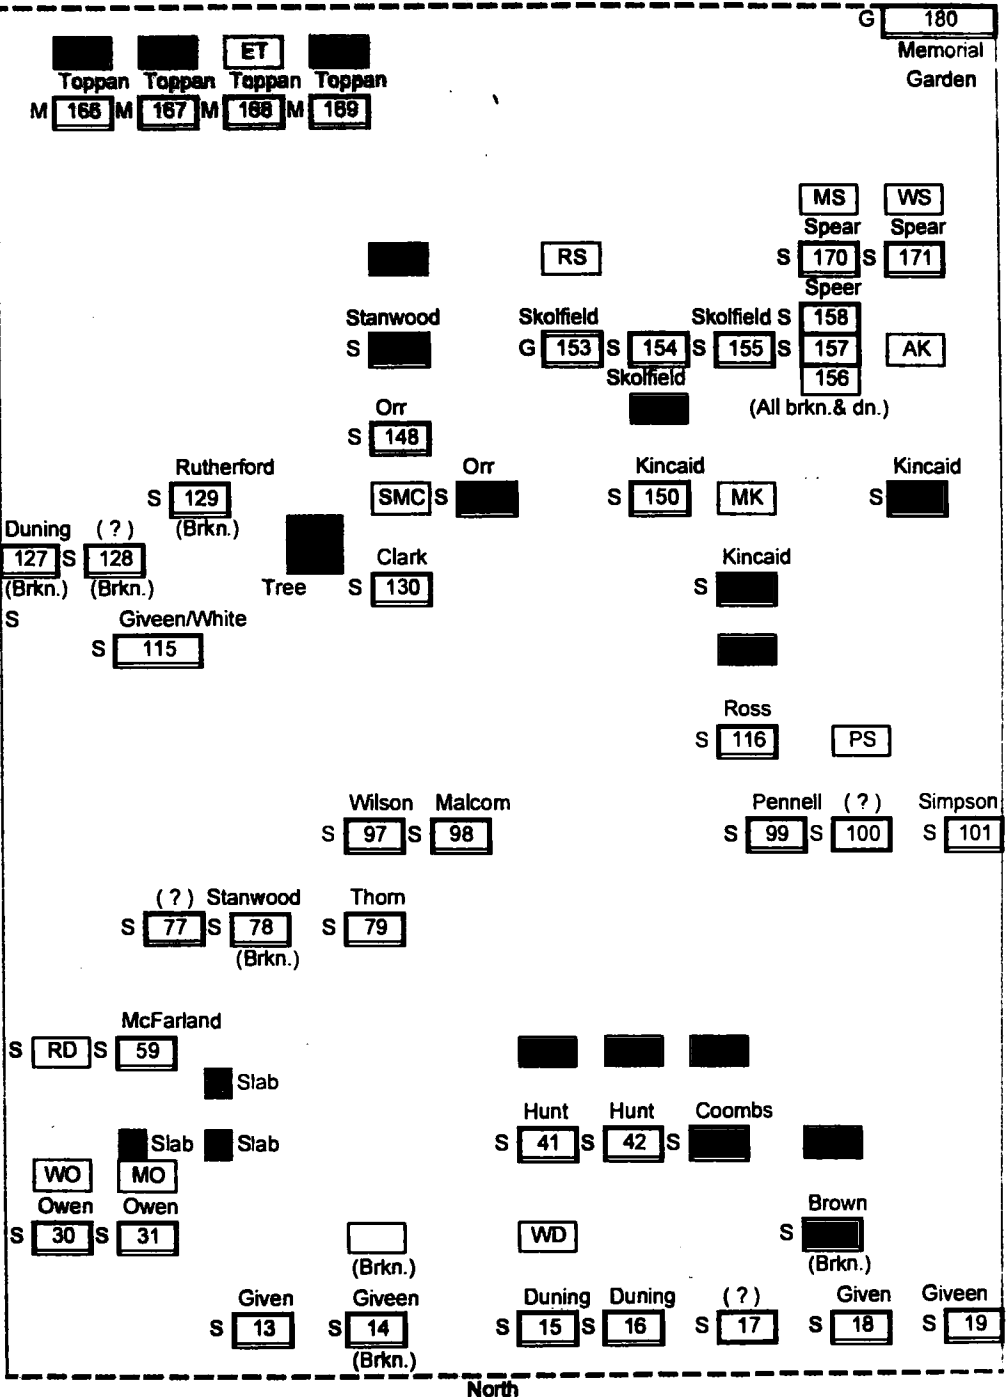 G 180
Memorial
Garden
ET
Toppan Toppan Toppan Toppan
M 166 M 167 M 168 M 169
MS WS
Spear Spear
RS S 170 S 171
Speer
Stanwood Skolfield Skolfield S 158
S G 153 S 154 S 155 S 157 AK
Skolfield 156
Orr (All brkn.& dn.)
S 148
Rutherford Orr Kincaid Kincaid
S 129 SMC S S 150 MK S
(Brkn.)
Duning ( ? )
127 S 128 Clark Kincaid
(Brkn.) (Brkn.) Tree S 130 S
S Giveen/White
S 115
Ross
S 116 PS
Wilson Malcom Pennell ( ? ) Simpson
S 97 S 98 S 99 S 100 S 101
( ? ) Stanwood Thorn
S 77 S 78 S 79
(Brkn.)
McFarland
S RD S 59
Slab
Hunt Hunt Coombs
Slab Slab S 41 S 42 S
WO MO
Owen Owen Brown
S 30 S 31 WD S
(Brkn.) (Brkn.)
Given Giveen Duning Duning ( ? ) Given Giveen
S 13 S 14 S 15 S 16 S 17 S 18 S 19
(Brkn.)
North